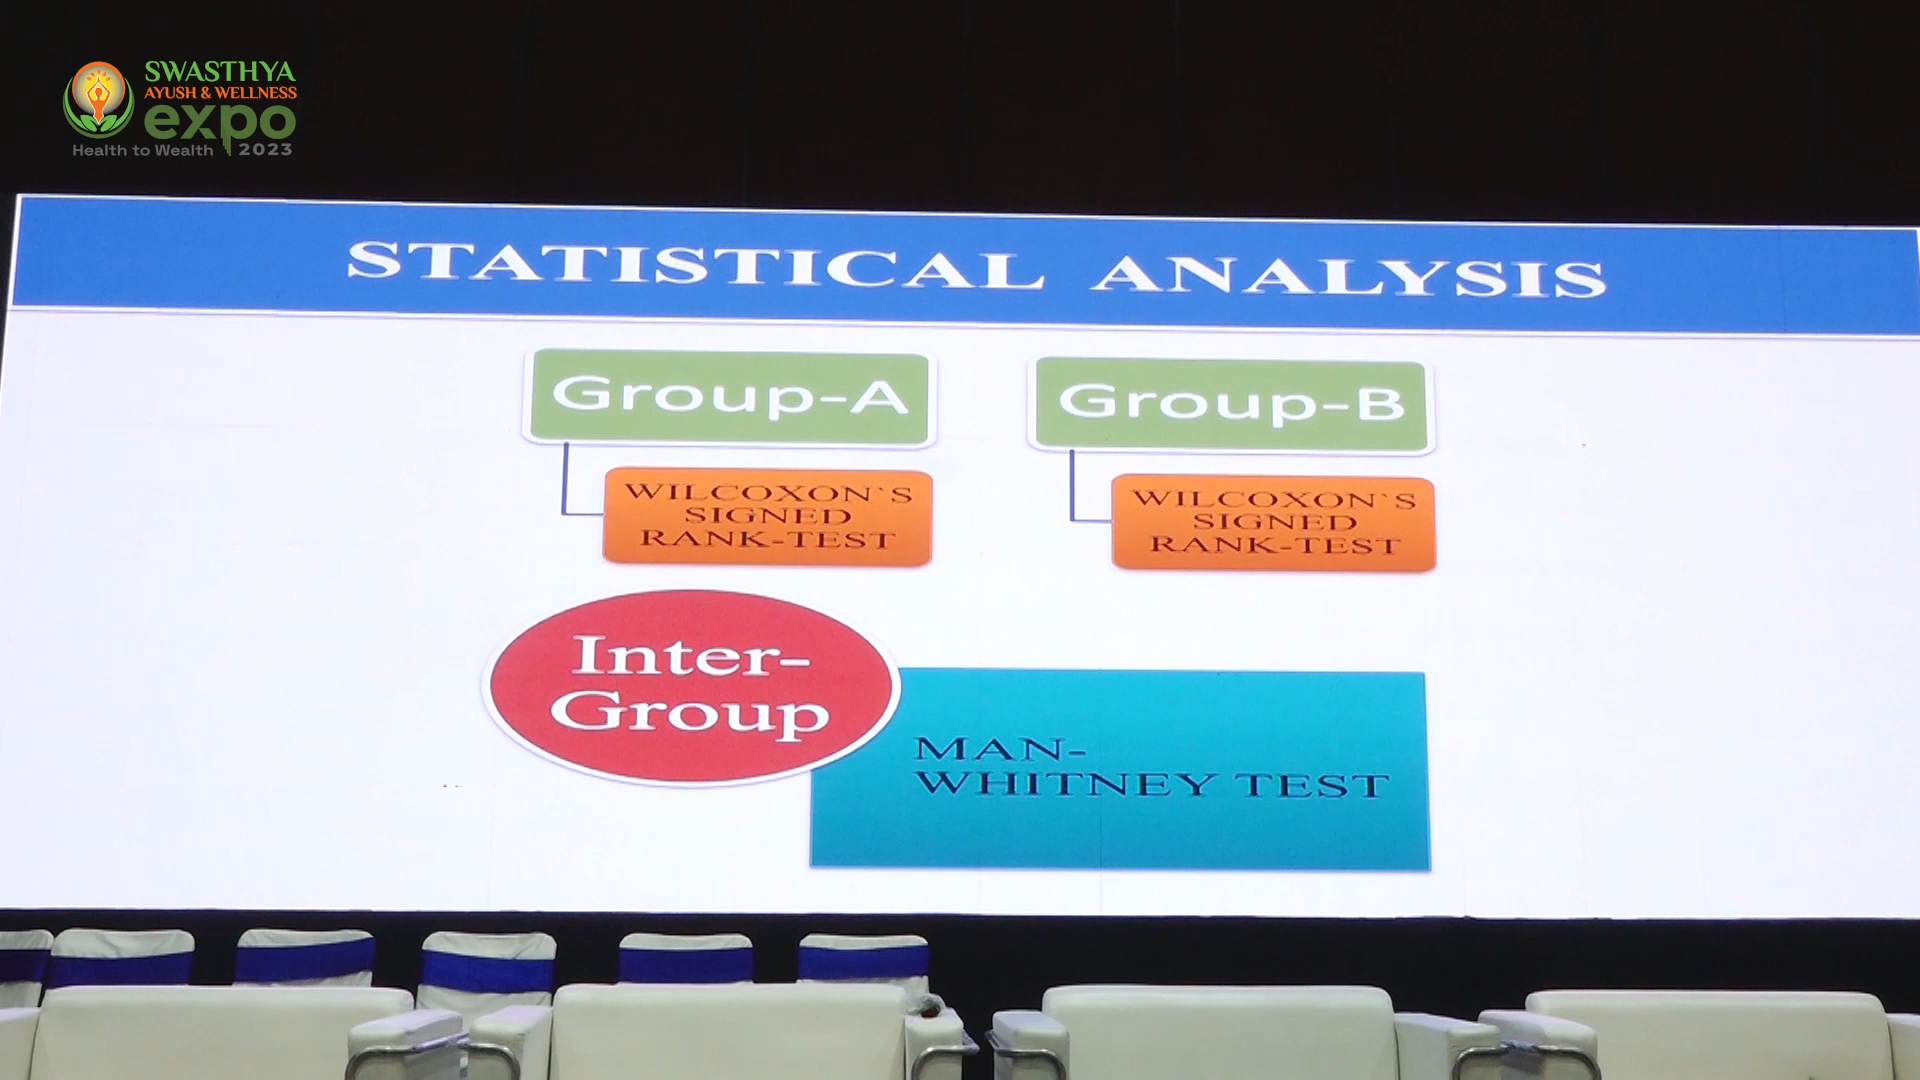 SWASTHYA
AYUSH & WELLNESS
expo
Health to Wealth 2023
STATISTICAL ANALYSIS
Group-A
WILCOXON`S
SIGNED
RANK-TEST
Group-B
WILCOXON`S
SIGNED
RANK-TEST
Inter-
Group
MAN-
WHITNEY TEST